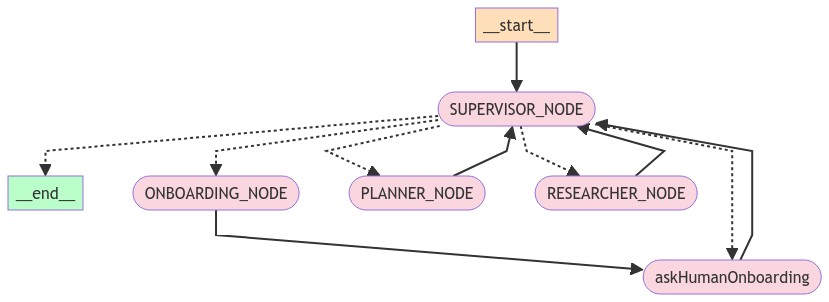 __start__
SUPERVISOR_NODE
__end__
ONBOARDING_NODE
PLANNER_NODE
RESEARCHER_NODE
askHumanOnboarding